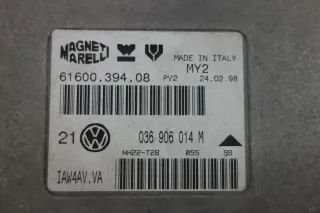 MAGNETI MARELLI
MADE IN ITALY
MY2
61600.394.08 PV2 24.02.98
21 036 906 014 M
NH22-T28 055 98
IAW4AV.VA